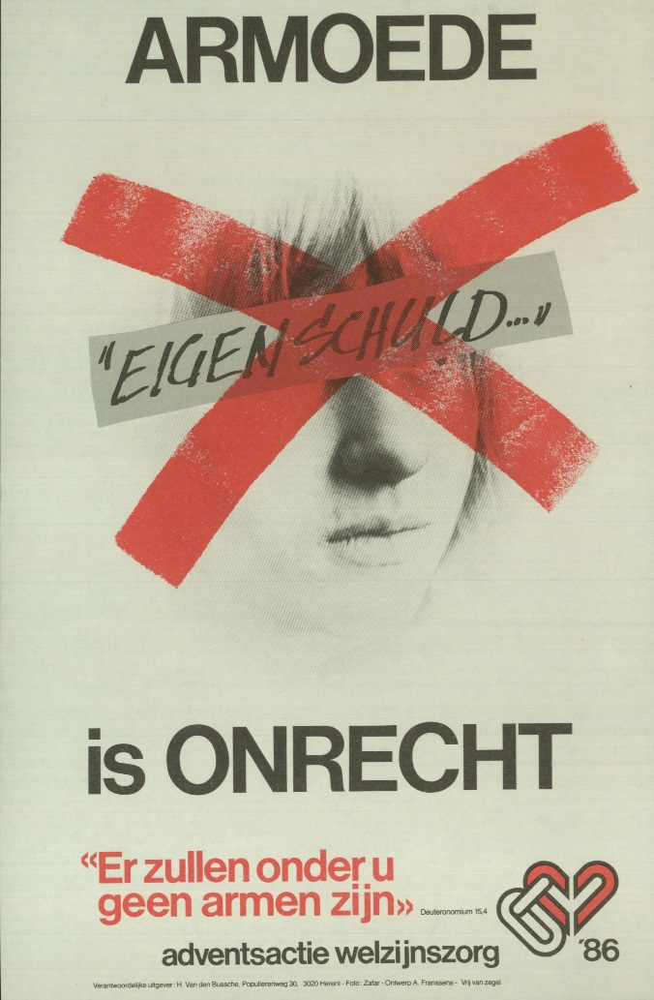 ARMOEDE
"EIGEN SCHULD..."
is ONRECHT
«Er zullen onder u
geen armen zijn» Deuteronomium 15,4
adventsactie welzijnszorg '86
Verantwoordelijke uitgever: H. Van den Bussche, Populierenweg 30, 3020 Herent - Foto: Zafar - Ontwerp A. Franssens - Vrij van zegel